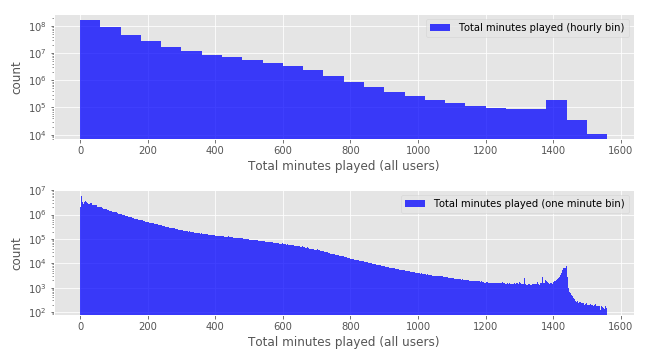 Total minutes played (hourly bin)
count
10⁸
10⁷
10⁶
10⁵
10⁴
0 200 400 600 800 1000 1200 1400 1600
Total minutes played (all users)
Total minutes played (one minute bin)
count
10⁷
10⁶
10⁵
10⁴
10³
10²
0 200 400 600 800 1000 1200 1400 1600
Total minutes played (all users)